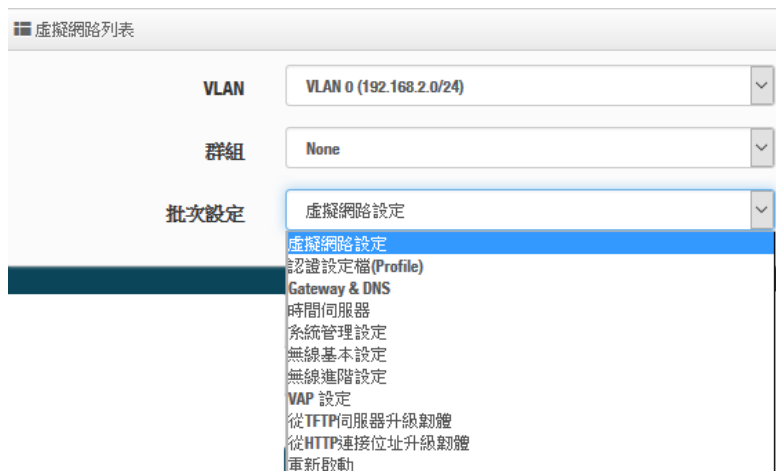 虛擬網路列表
VLAN
VLAN 0 (192.168.2.0/24)
群組
None
批次設定
虛擬網路設定
虛擬網路設定
認證設定檔(Profile)
Gateway & DNS
時間伺服器
系統管理設定
無線基本設定
無線進階設定
VAP 設定
從TFTP伺服器升級韌體
從HTTP連接位址升級韌體
重新啟動